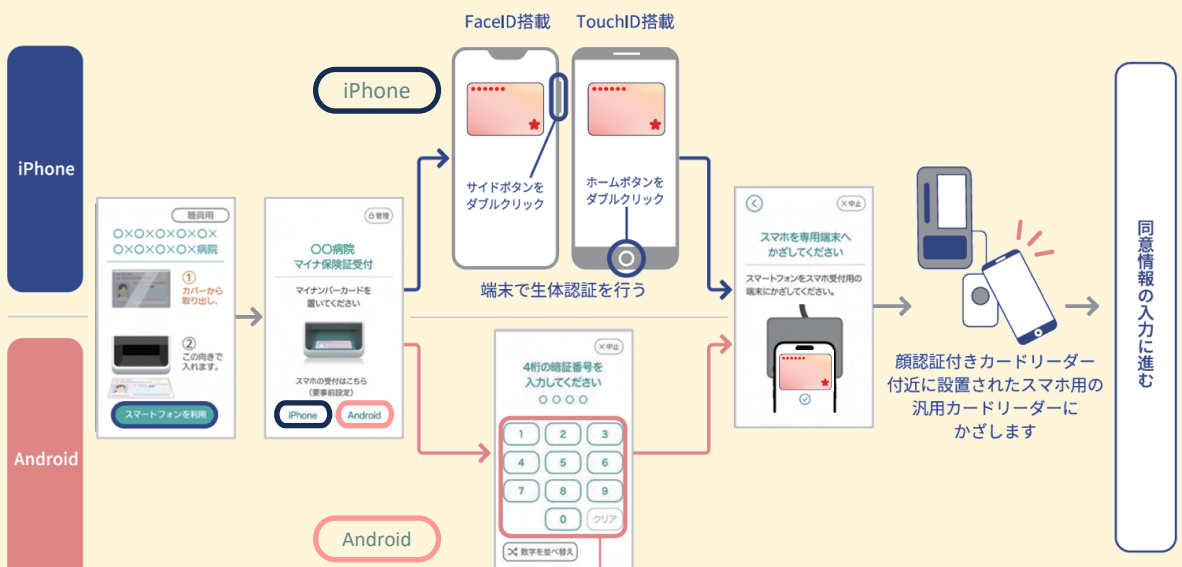 iPhone
Android
職員用
○×○×○×○×
○×○×○×○×病院
①
カバーから
取り出し、
②
この向きで
入れます。
スマートフォンを利用
管理
○○病院
マイナ保険証受付
マイナンバーカードを
置いてください
スマホの受付はこちら
(要事前設定)
iPhone
Android
iPhone
FaceID搭載
TouchID搭載
サイドボタンを
ダブルクリック
ホームボタンを
ダブルクリック
端末で生体認証を行う
×中止
4桁の暗証番号を
入力してください
1 2 3
4 5 6
7 8 9
0 クリア
数字を並べ替え
Android
×中止
スマホを専用端末へ
かざしてください
スマートフォンをスマホ受付用の
端末にかざしてください。
顔認証付きカードリーダー
付近に設置されたスマホ用の
汎用カードリーダーに
かざします
同意情報の入力に進む